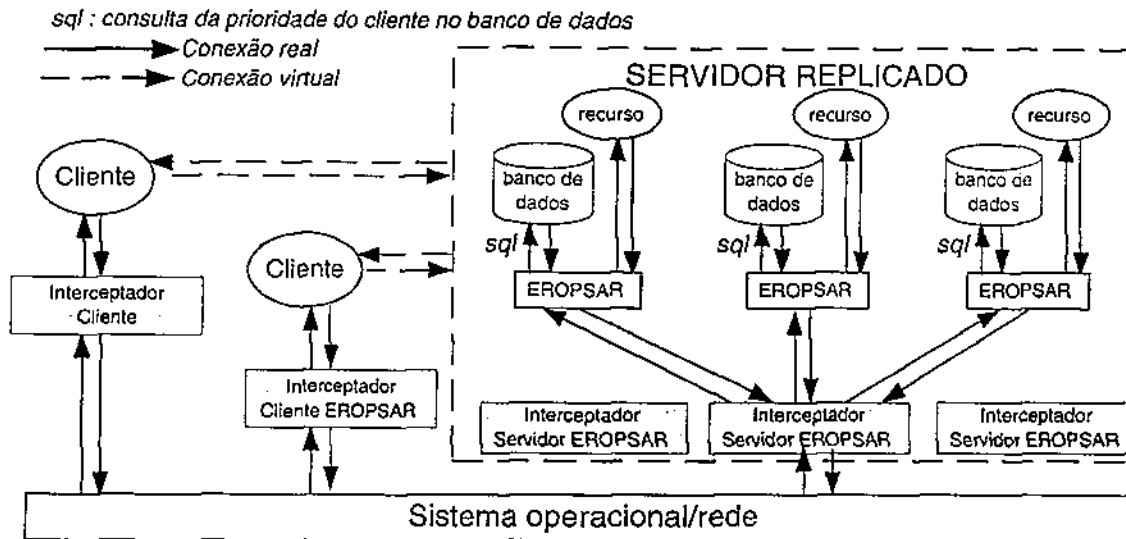 sql : consulta da prioridade do cliente no banco de dados
Conexão real
Conexão virtual
SERVIDOR REPLICADO
recurso
recurso
recurso
Cliente
banco de
dados
banco de
dados
banco de
dados
sql
sql
sql
Cliente
EROPSAR
EROPSAR
EROPSAR
Interceptador
Cliente
Interceptador
Cliente EROPSAR
Interceptador
Servidor EROPSAR
Interceptador
Servidor EROPSAR
Interceptador
Servidor EROPSAR
Sistema operacional/rede